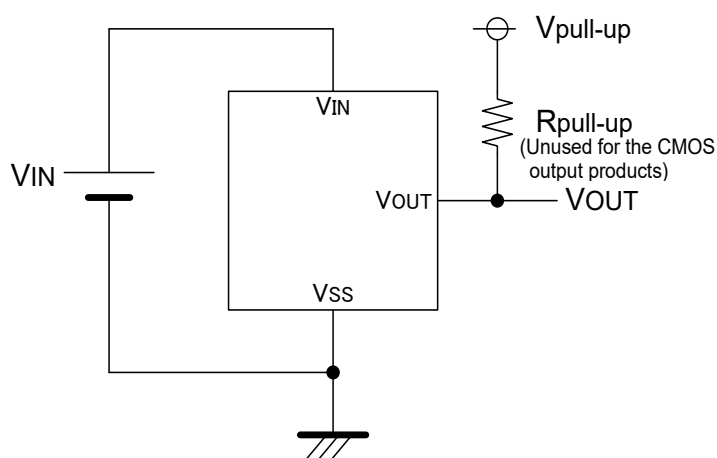 Vpull-up
VIN
Rpull-up
(Unused for the CMOS
output products)
VIN
VOUT
VOUT
VSS